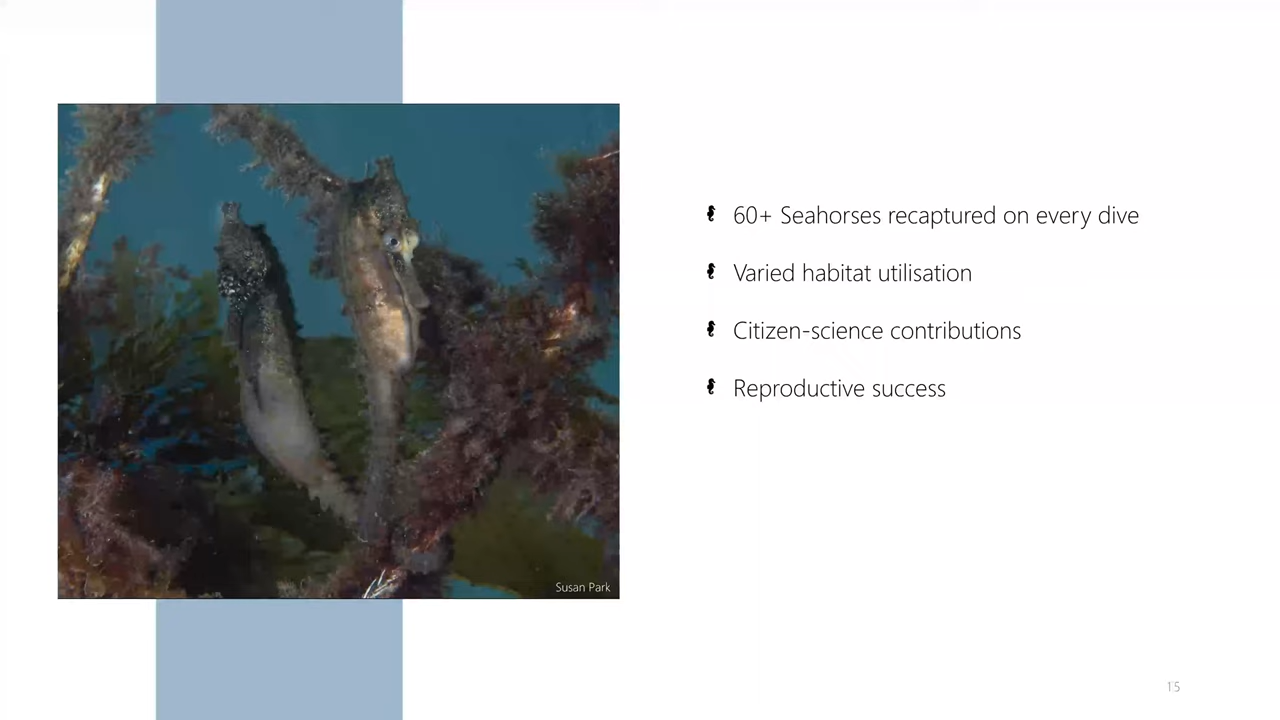 60+ Seahorses recaptured on every dive
Varied habitat utilisation
Citizen-science contributions
Reproductive success
Susan Park
15